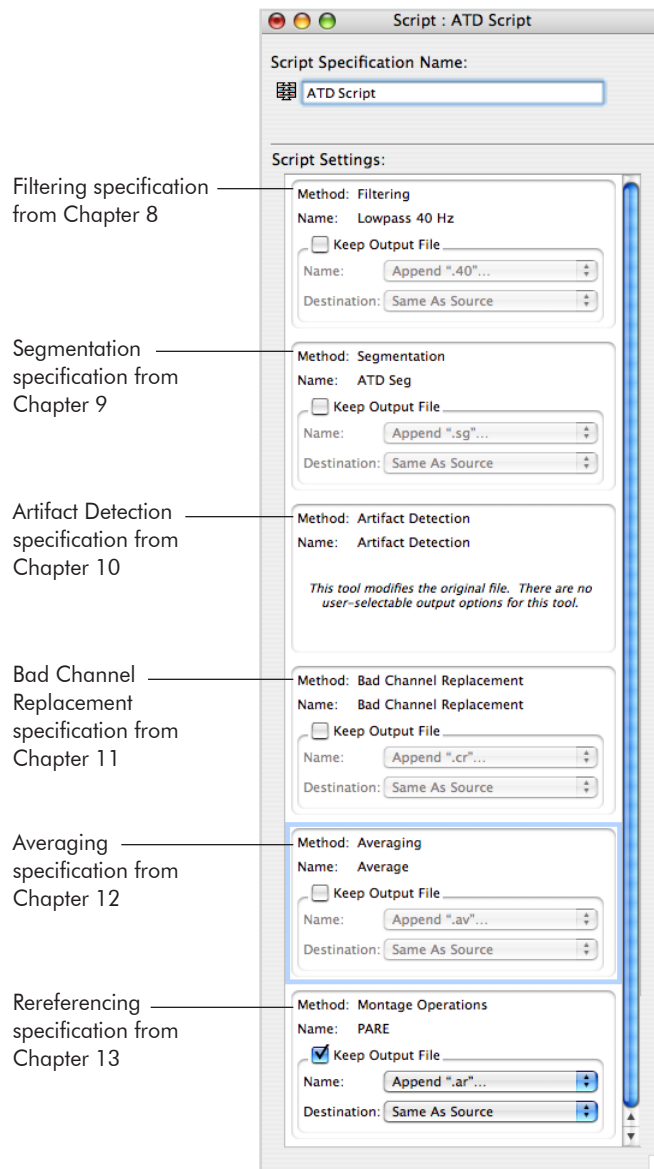 Script : ATD Script
Script Specification Name:
ATD Script
Script Settings:
Filtering specification
from Chapter 8
Method: Filtering
Name: Lowpass 40 Hz
Keep Output File
Name: Append ".40"...
Destination: Same As Source
Segmentation
specification from
Chapter 9
Method: Segmentation
Name: ATD Seg
Keep Output File
Name: Append ".sg"...
Destination: Same As Source
Artifact Detection
specification from
Chapter 10
Method: Artifact Detection
Name: Artifact Detection
This tool modifies the original file. There are no
user-selectable output options for this tool.
Bad Channel
Replacement
specification from
Chapter 11
Method: Bad Channel Replacement
Name: Bad Channel Replacement
Keep Output File
Name: Append ".cr"...
Destination: Same As Source
Averaging
specification from
Chapter 12
Method: Averaging
Name: Average
Keep Output File
Name: Append ".av"...
Destination: Same As Source
Rereferencing
specification from
Chapter 13
Method: Montage Operations
Name: PARE
Keep Output File
Name: Append ".ar"...
Destination: Same As Source